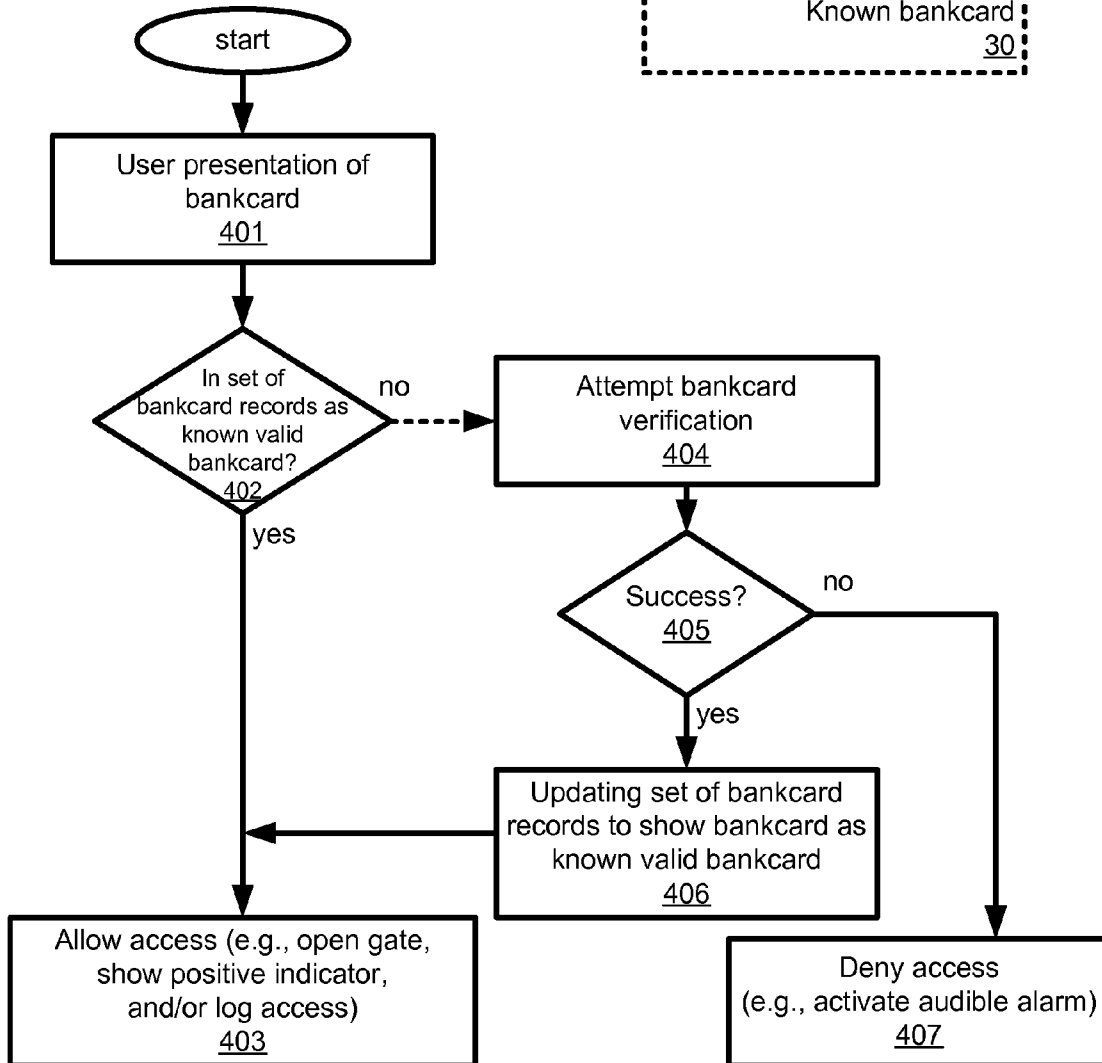 Known bankcard
30
start
User presentation of
bankcard
401
In set of
bankcard records as
known valid
bankcard?
402
no
yes
Attempt bankcard
verification
404
Success?
405
no
yes
Updating set of bankcard
records to show bankcard as
known valid bankcard
406
Allow access (e.g., open gate,
show positive indicator,
and/or log access)
403
Deny access
(e.g., activate audible alarm)
407